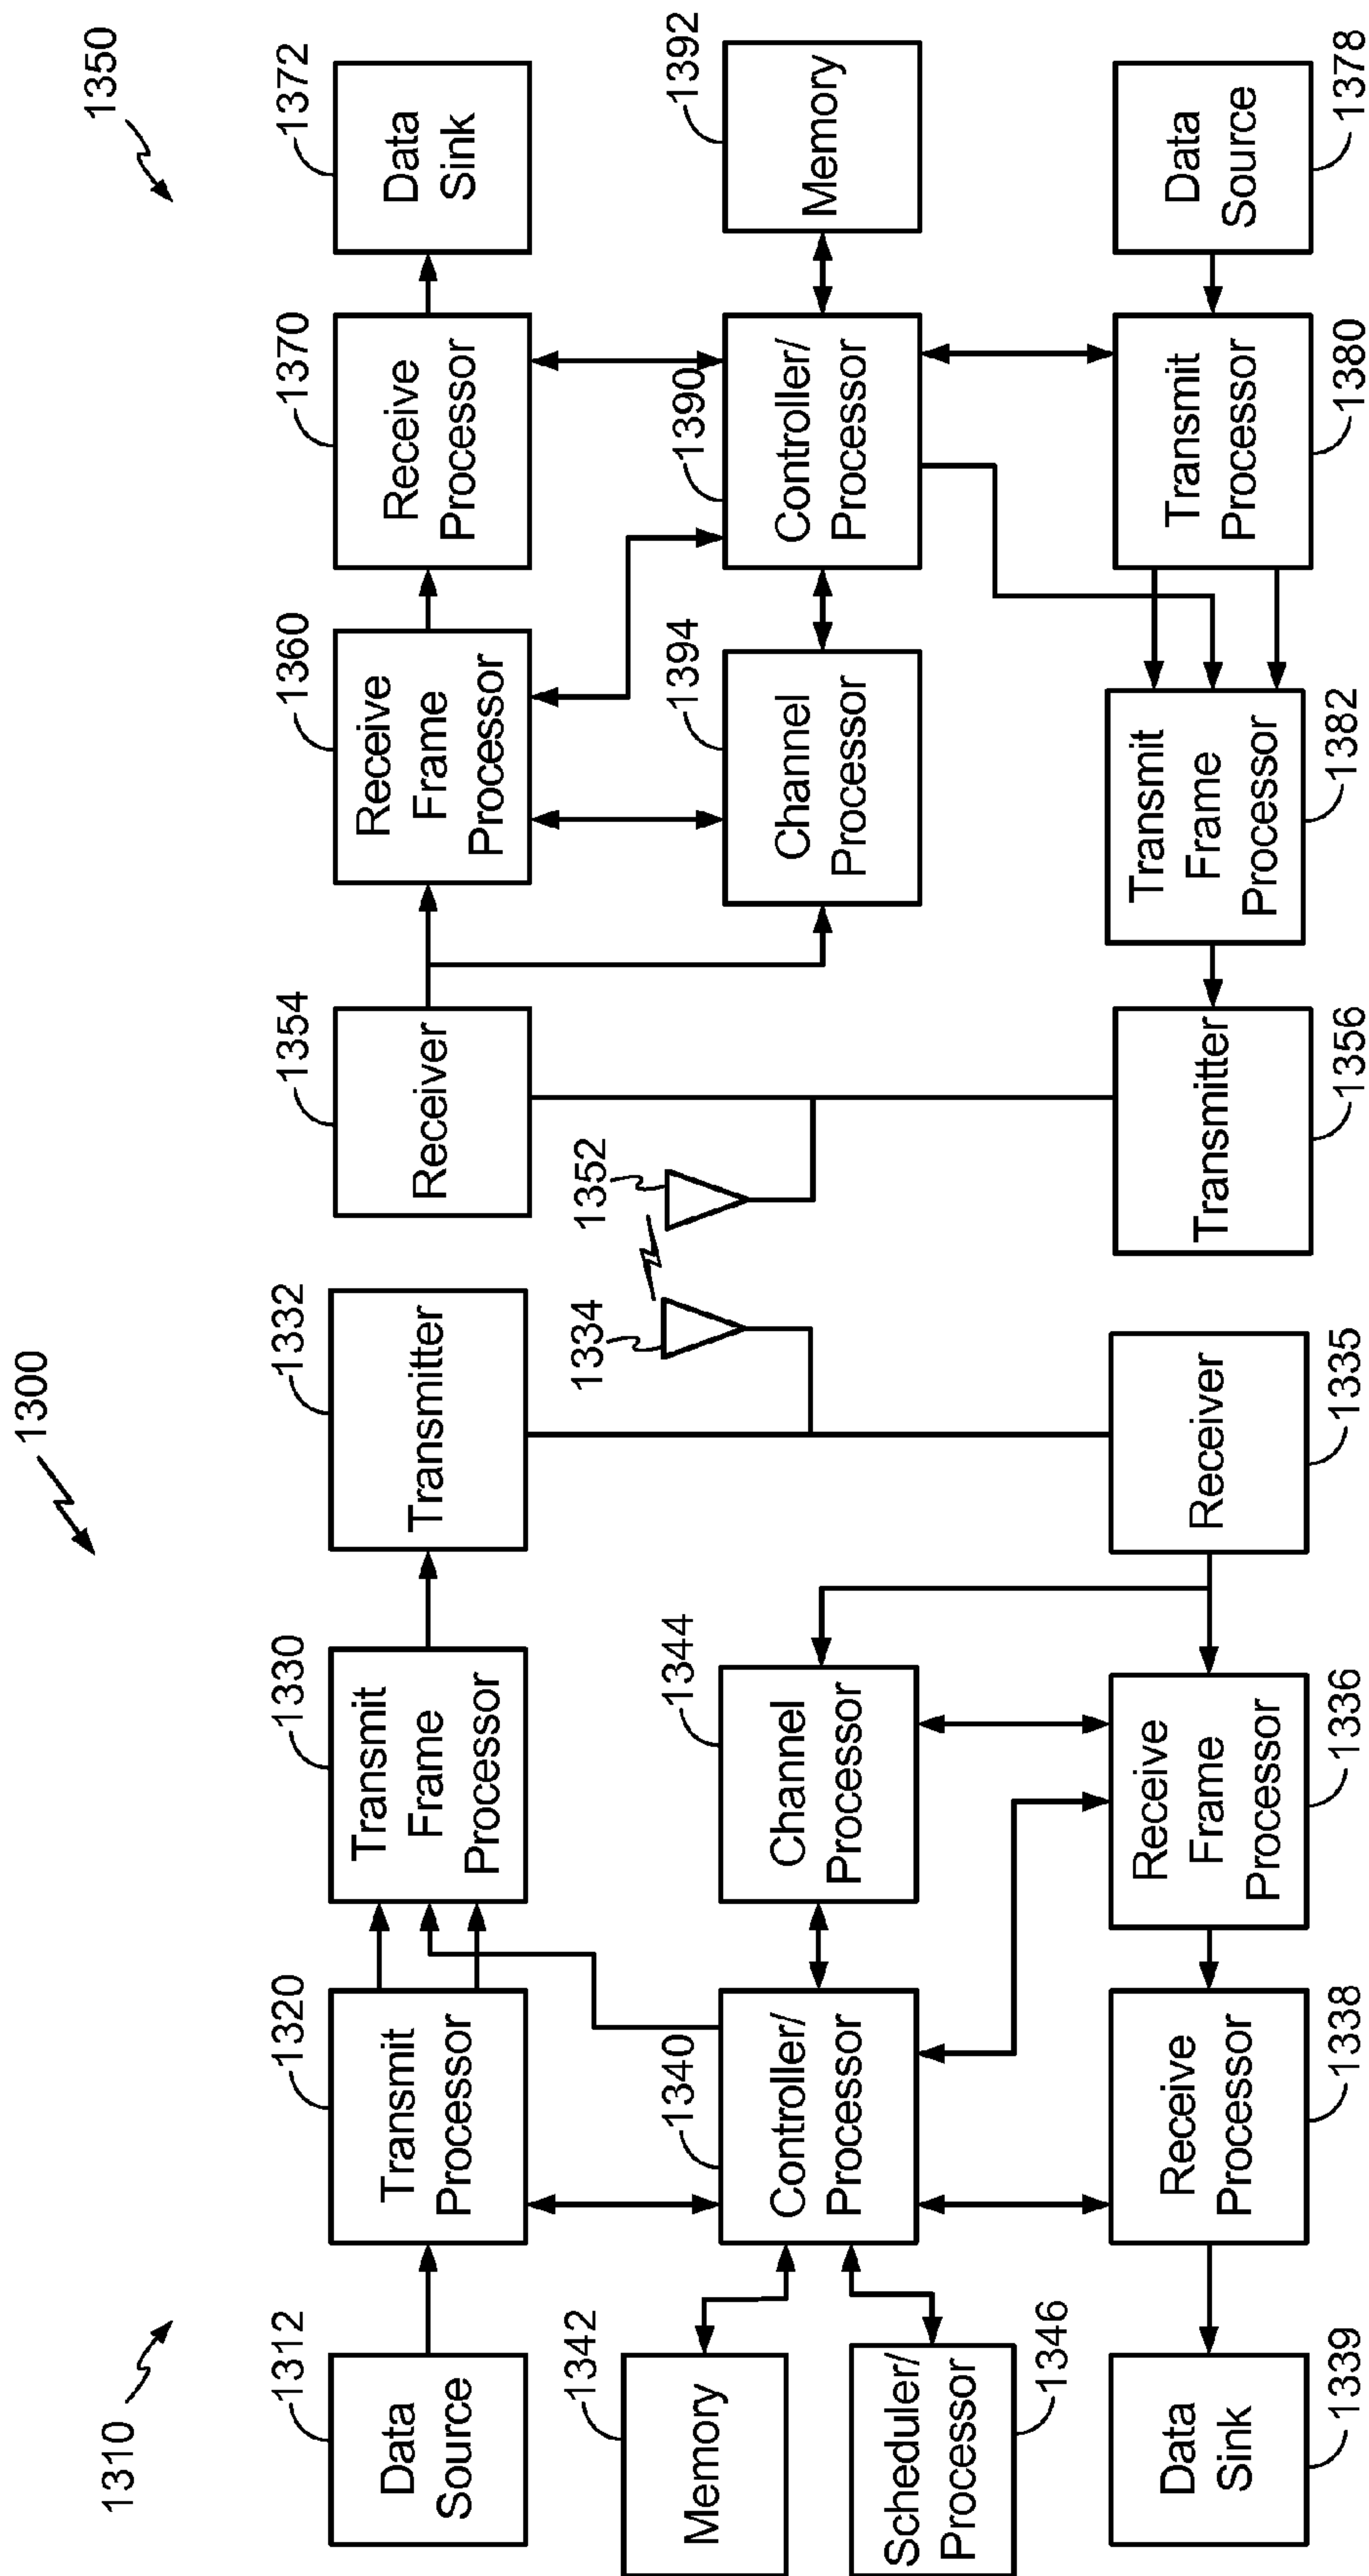 1300
1310
1350
1312
Data
Source
1320
Transmit
Processor
1330
Transmit
Frame
Processor
1332
Transmitter
1354
Receiver
1360
Receive
Frame
Processor
1370
Receive
Processor
1372
Data
Sink
1342
Memory
1346
Scheduler/
Processor
1340
Controller/
Processor
1344
Channel
Processor
1334
1352
1394
Channel
Processor
1390
Controller/
Processor
1392
Memory
Data
Sink
1339
Receive
Processor
1338
Receive
Frame
Processor
1336
Receiver
1335
Transmitter
1356
Transmit
Frame
Processor
1382
Transmit
Processor
1380
Data
Source
1378